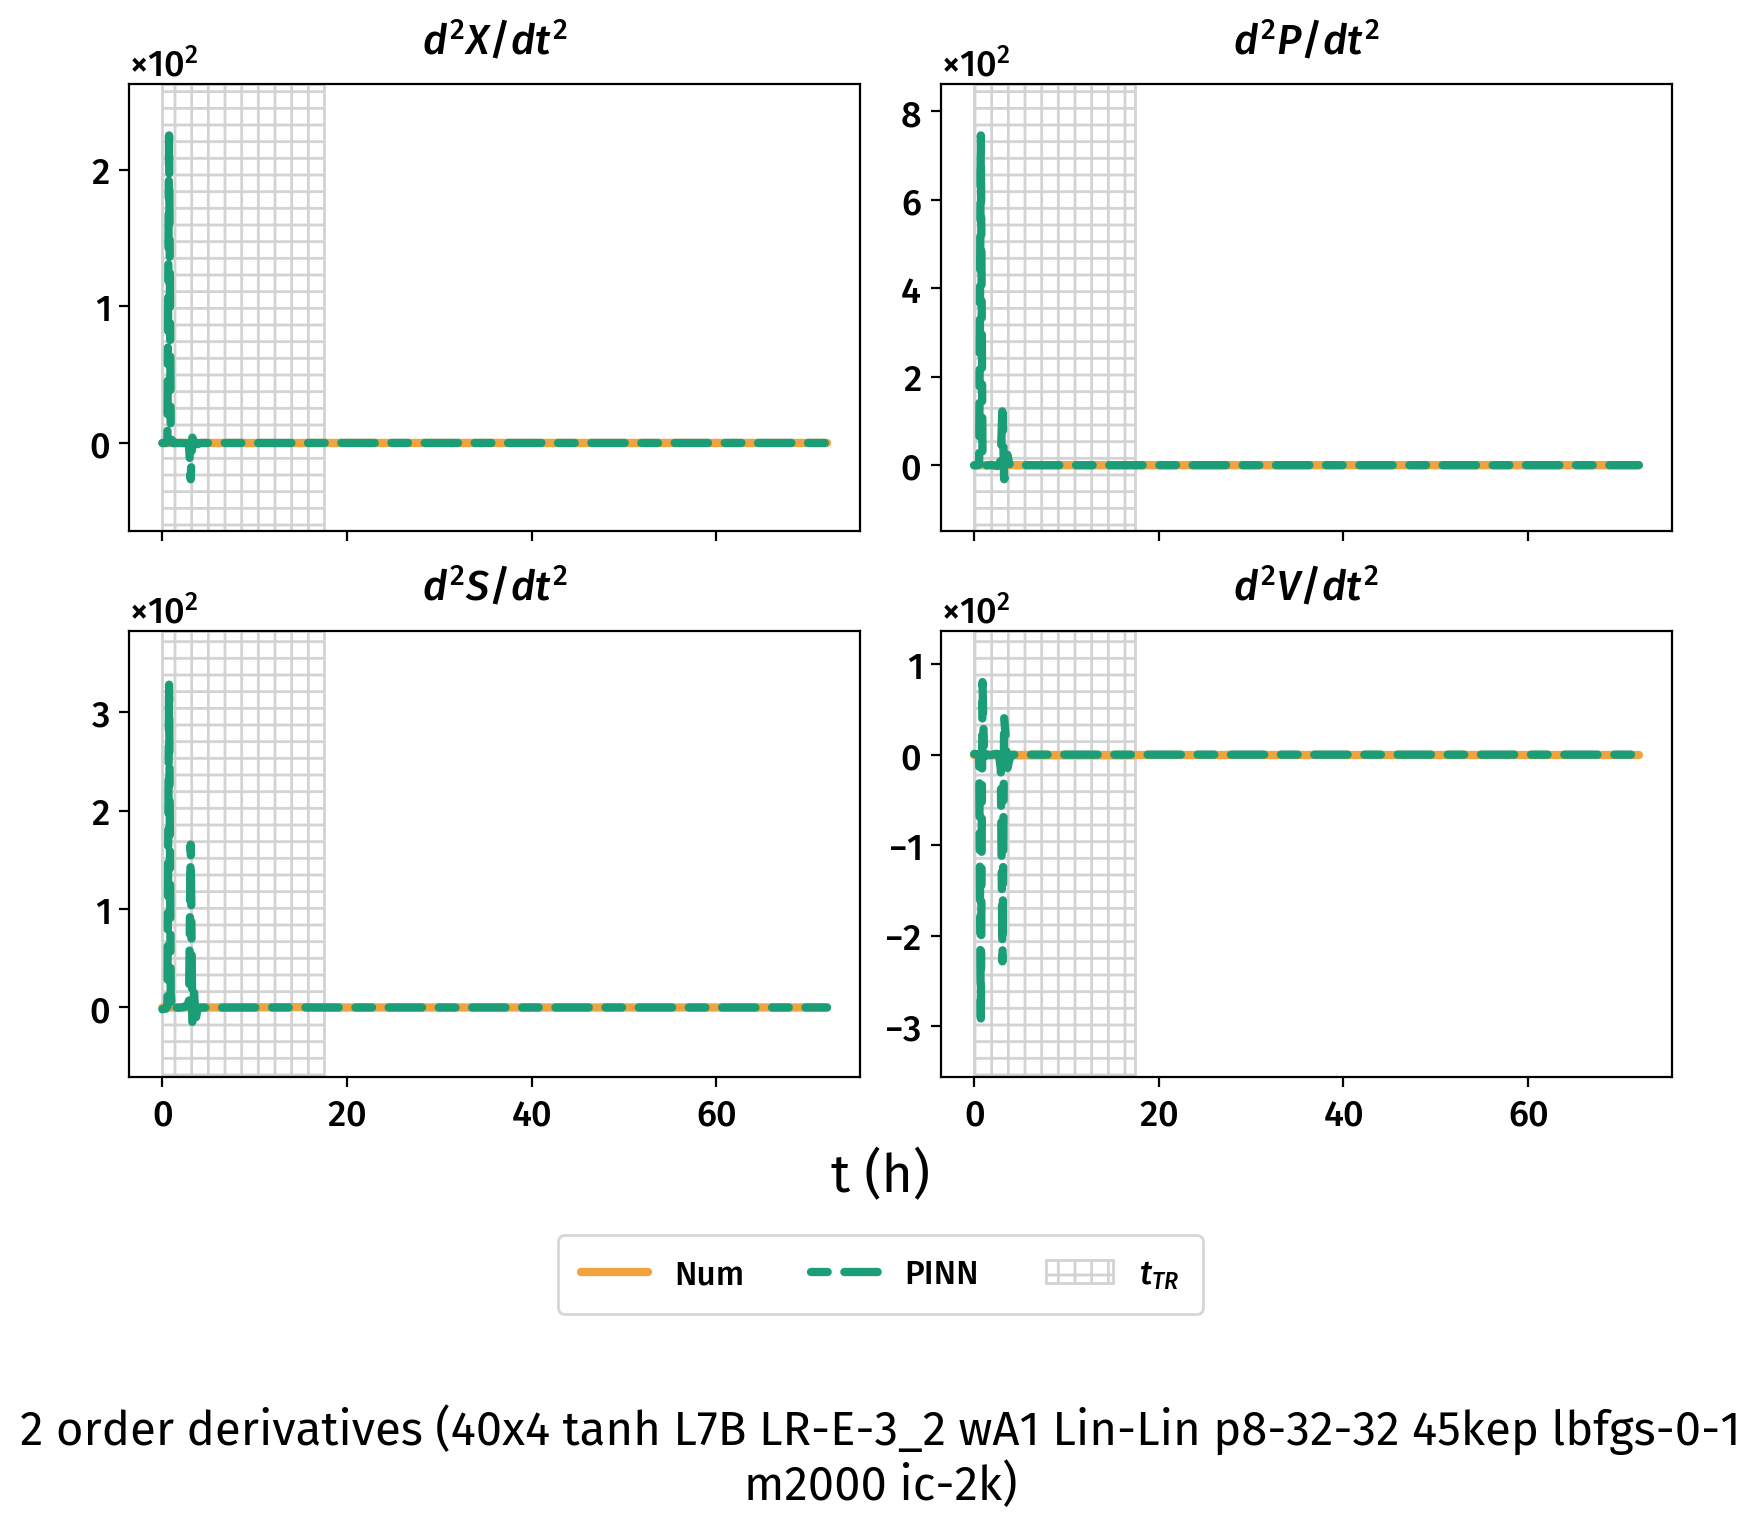 d²X/dt²
×10²
2
1
0
d²P/dt²
×10²
8
6
4
2
0
d²S/dt²
×10²
3
2
1
0
0 20 40 60
d²V/dt²
×10²
1
0
−1
−2
−3
0 20 40 60
t (h)
Num PINN t_TR
2 order derivatives (40x4 tanh L7B LR-E-3_2 wA1 Lin-Lin p8-32-32 45kep lbfgs-0-1
m2000 ic-2k)